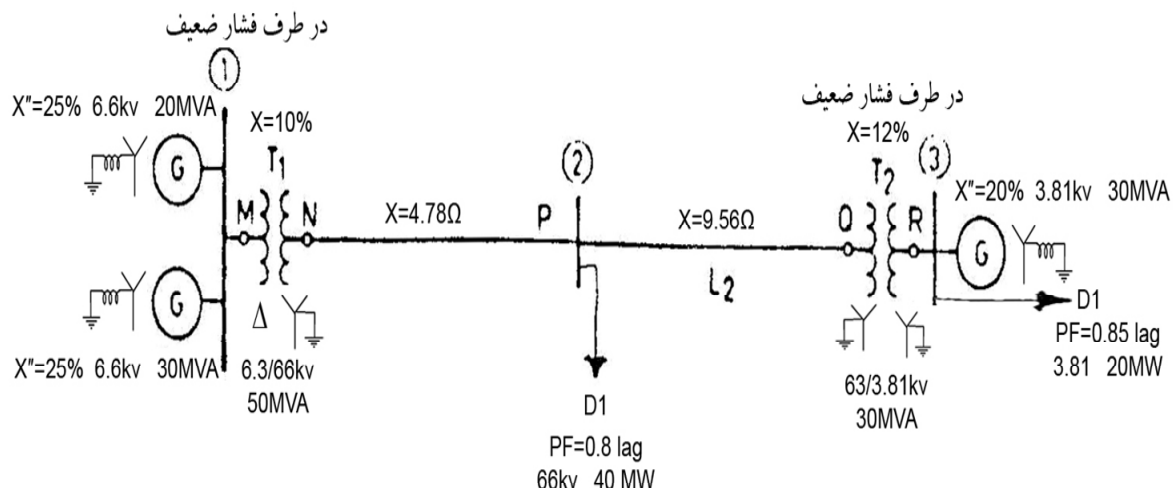 در طرف فشار ضعیف
①
X"=25% 6.6kv 20MVA
G
X=10%
T₁
M
N
X=4.78Ω
P
②
X=9.56Ω
L₂
در طرف فشار ضعیف
X=12%
T₂
③
Q
R
X"=20% 3.81kv 30MVA
G
G
X"=25% 6.6kv 30MVA
Δ
6.3/66kv
50MVA
D1
PF=0.8 lag
66kv 40 MW
63/3.81kv
30MVA
D1
PF=0.85 lag
3.81 20MW